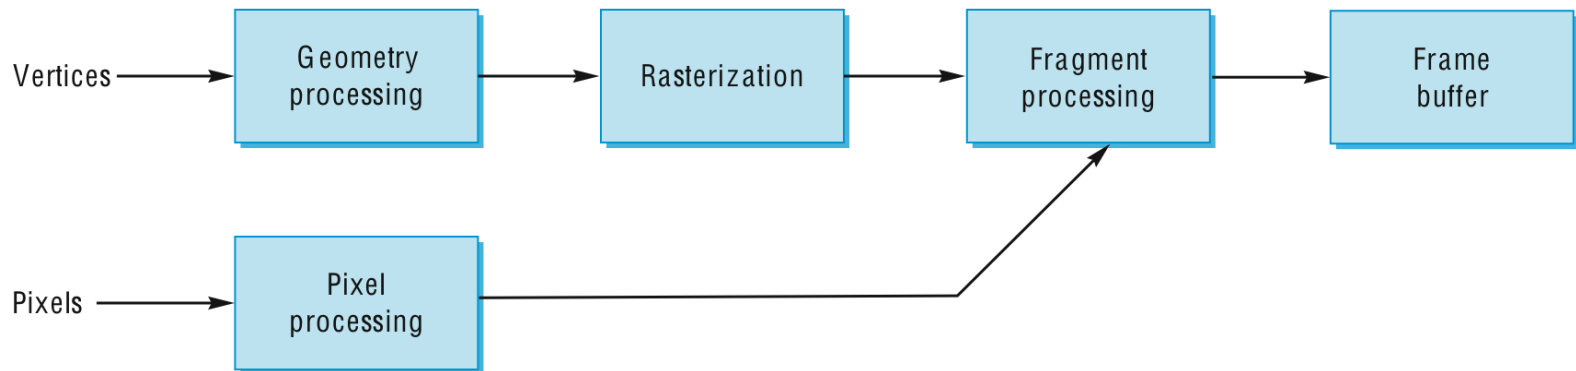 Vertices
Geometry
processing
Rasterization
Fragment
processing
Frame
buffer
Pixels
Pixel
processing